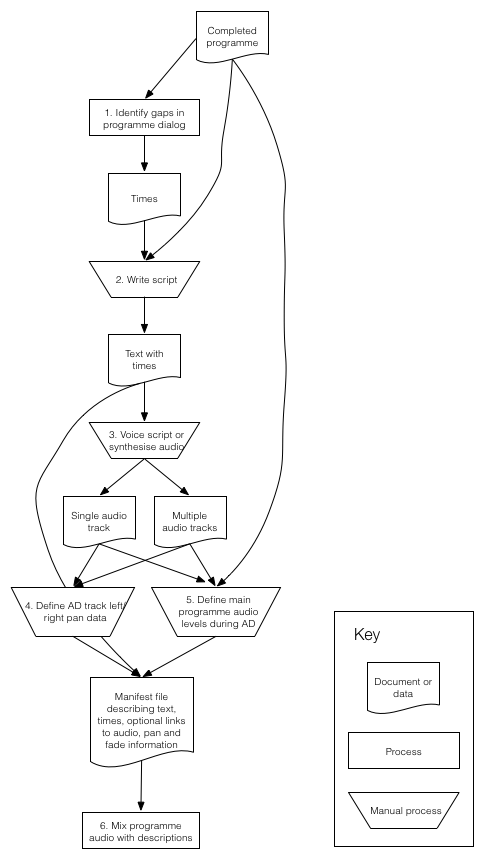 Completed
programme
1. Identify gaps in
programme dialog
Times
2. Write script
Text with
times
3. Voice script or
synthesise audio
Single audio
track
Multiple
audio tracks
4. Define AD track left/
right pan data
5. Define main
programme audio
levels during AD
Manifest file
describing text,
times, optional links
to audio, pan and
fade information
6. Mix programme
audio with descriptions
Key
Document or
data
Process
Manual process